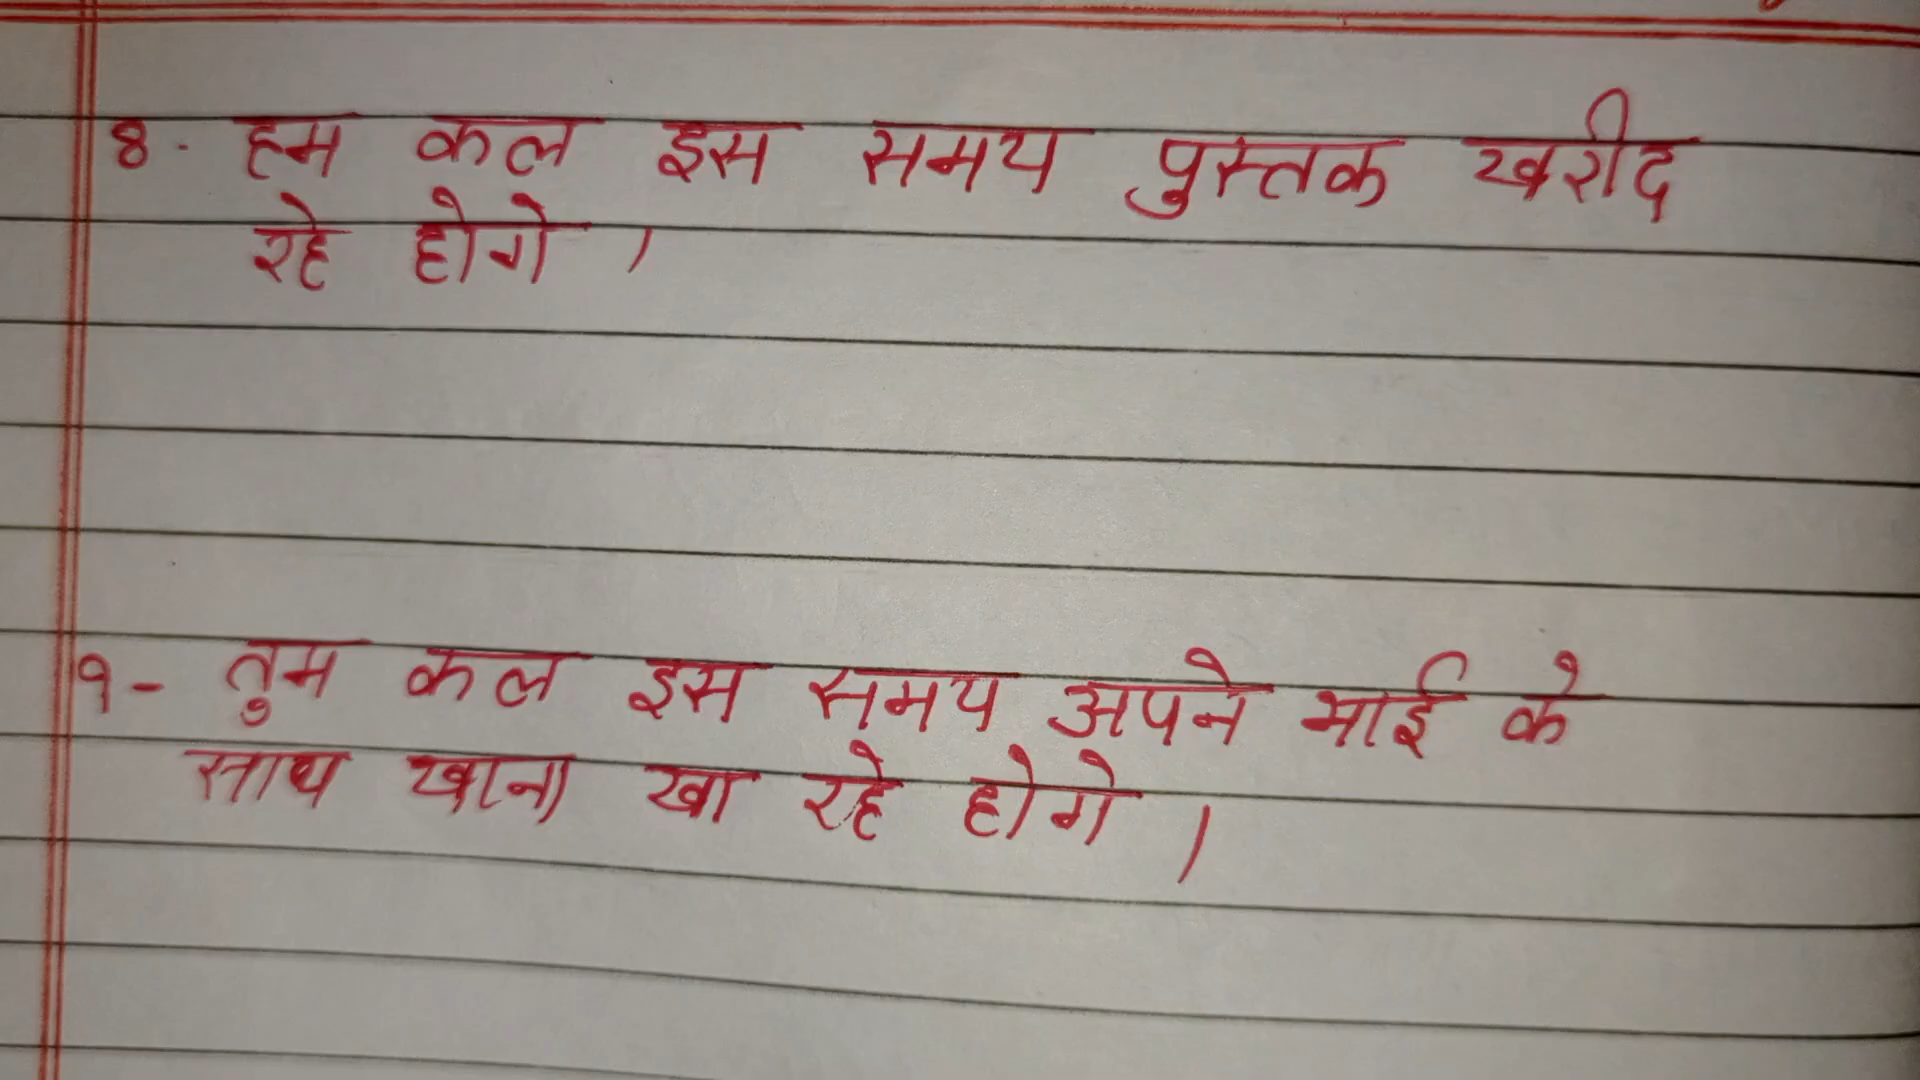 8. हम कल इस समय पुस्तक खरीद
रहे होगे ।
9- तुम कल इस समय अपने भाई के
साथ खाना खा रहे होगे ।